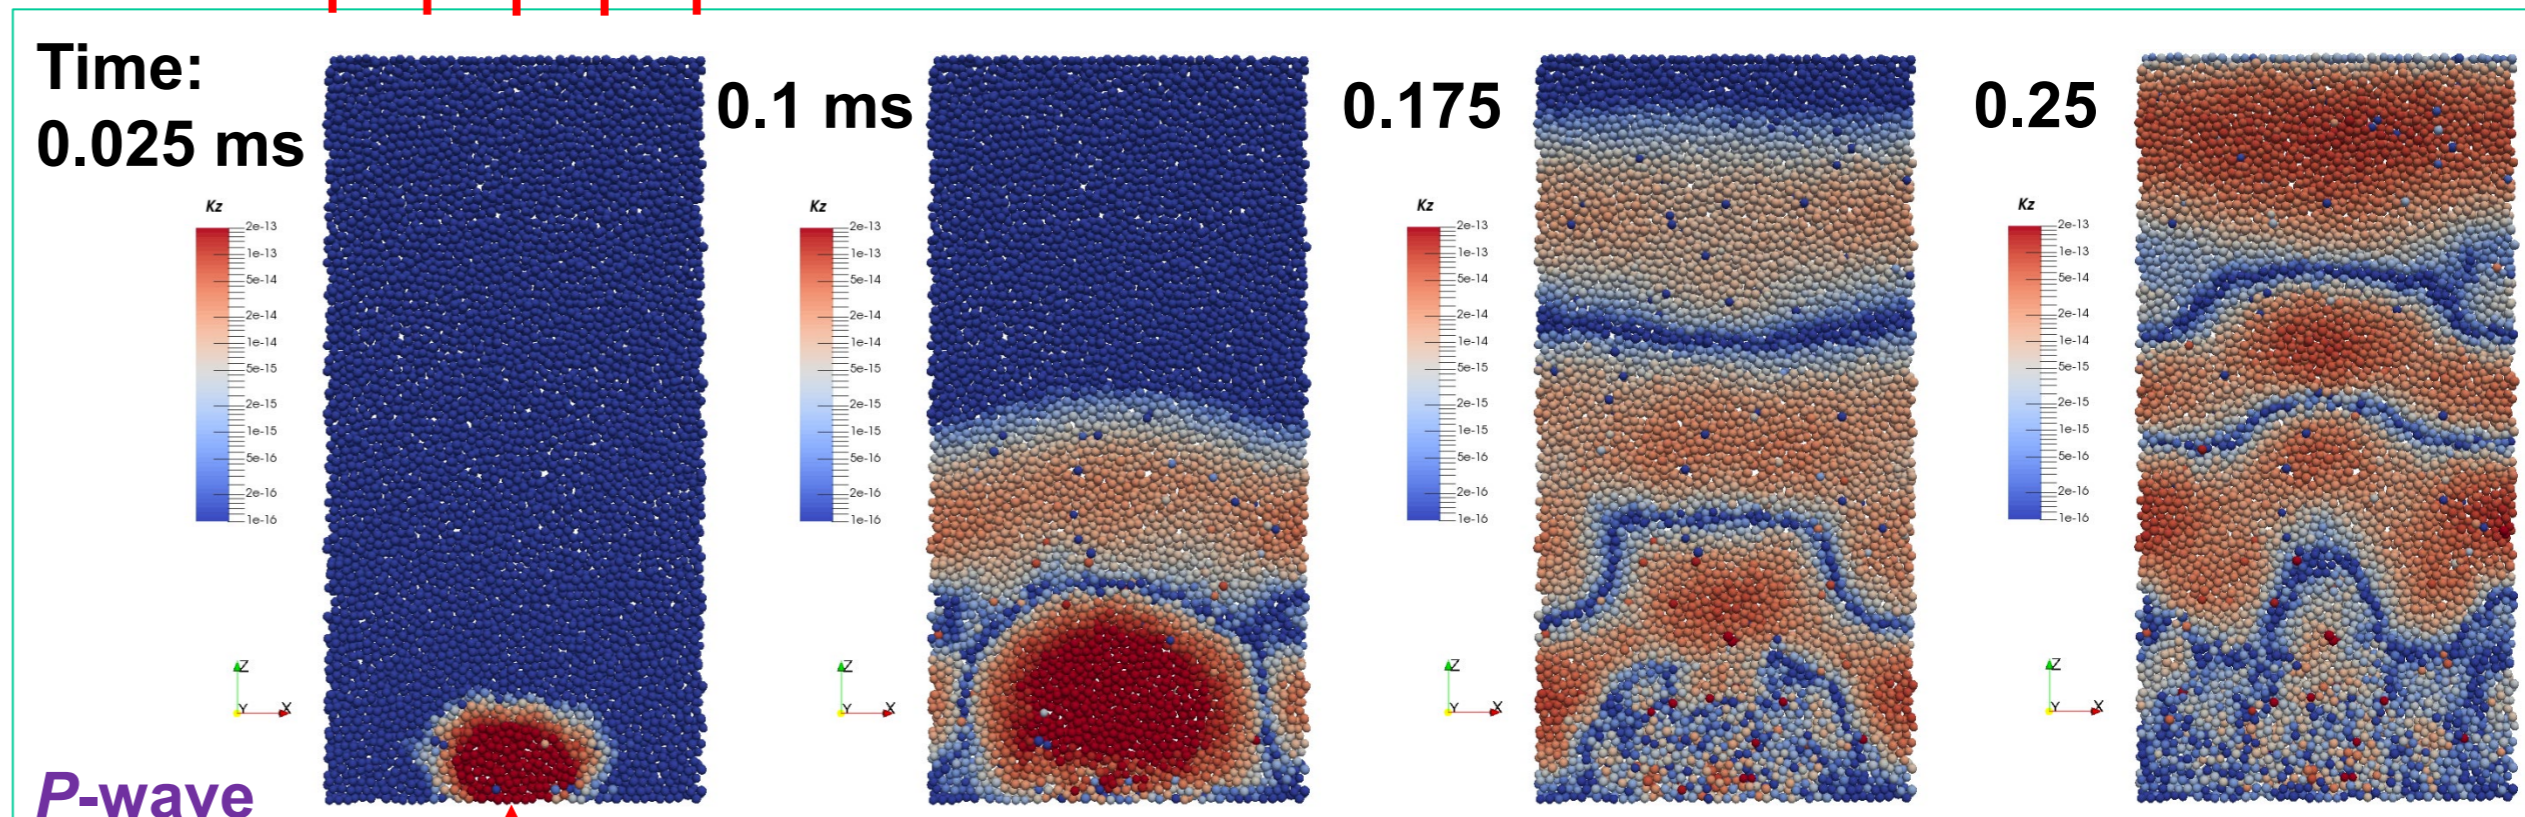 Time:
0.025 ms
0.1 ms
0.175
0.25
Kz
2e-13
1e-13
5e-14
2e-14
1e-14
5e-15
2e-15
1e-15
5e-16
2e-16
1e-16
Z
Y
X
Kz
2e-13
1e-13
5e-14
2e-14
1e-14
5e-15
2e-15
1e-15
5e-16
2e-16
1e-16
Z
Y
X
Kz
2e-13
1e-13
5e-14
2e-14
1e-14
5e-15
2e-15
1e-15
5e-16
2e-16
1e-16
Z
Y
X
Kz
2e-13
1e-13
5e-14
2e-14
1e-14
5e-15
2e-15
1e-15
5e-16
2e-16
1e-16
Z
Y
X
P-wave